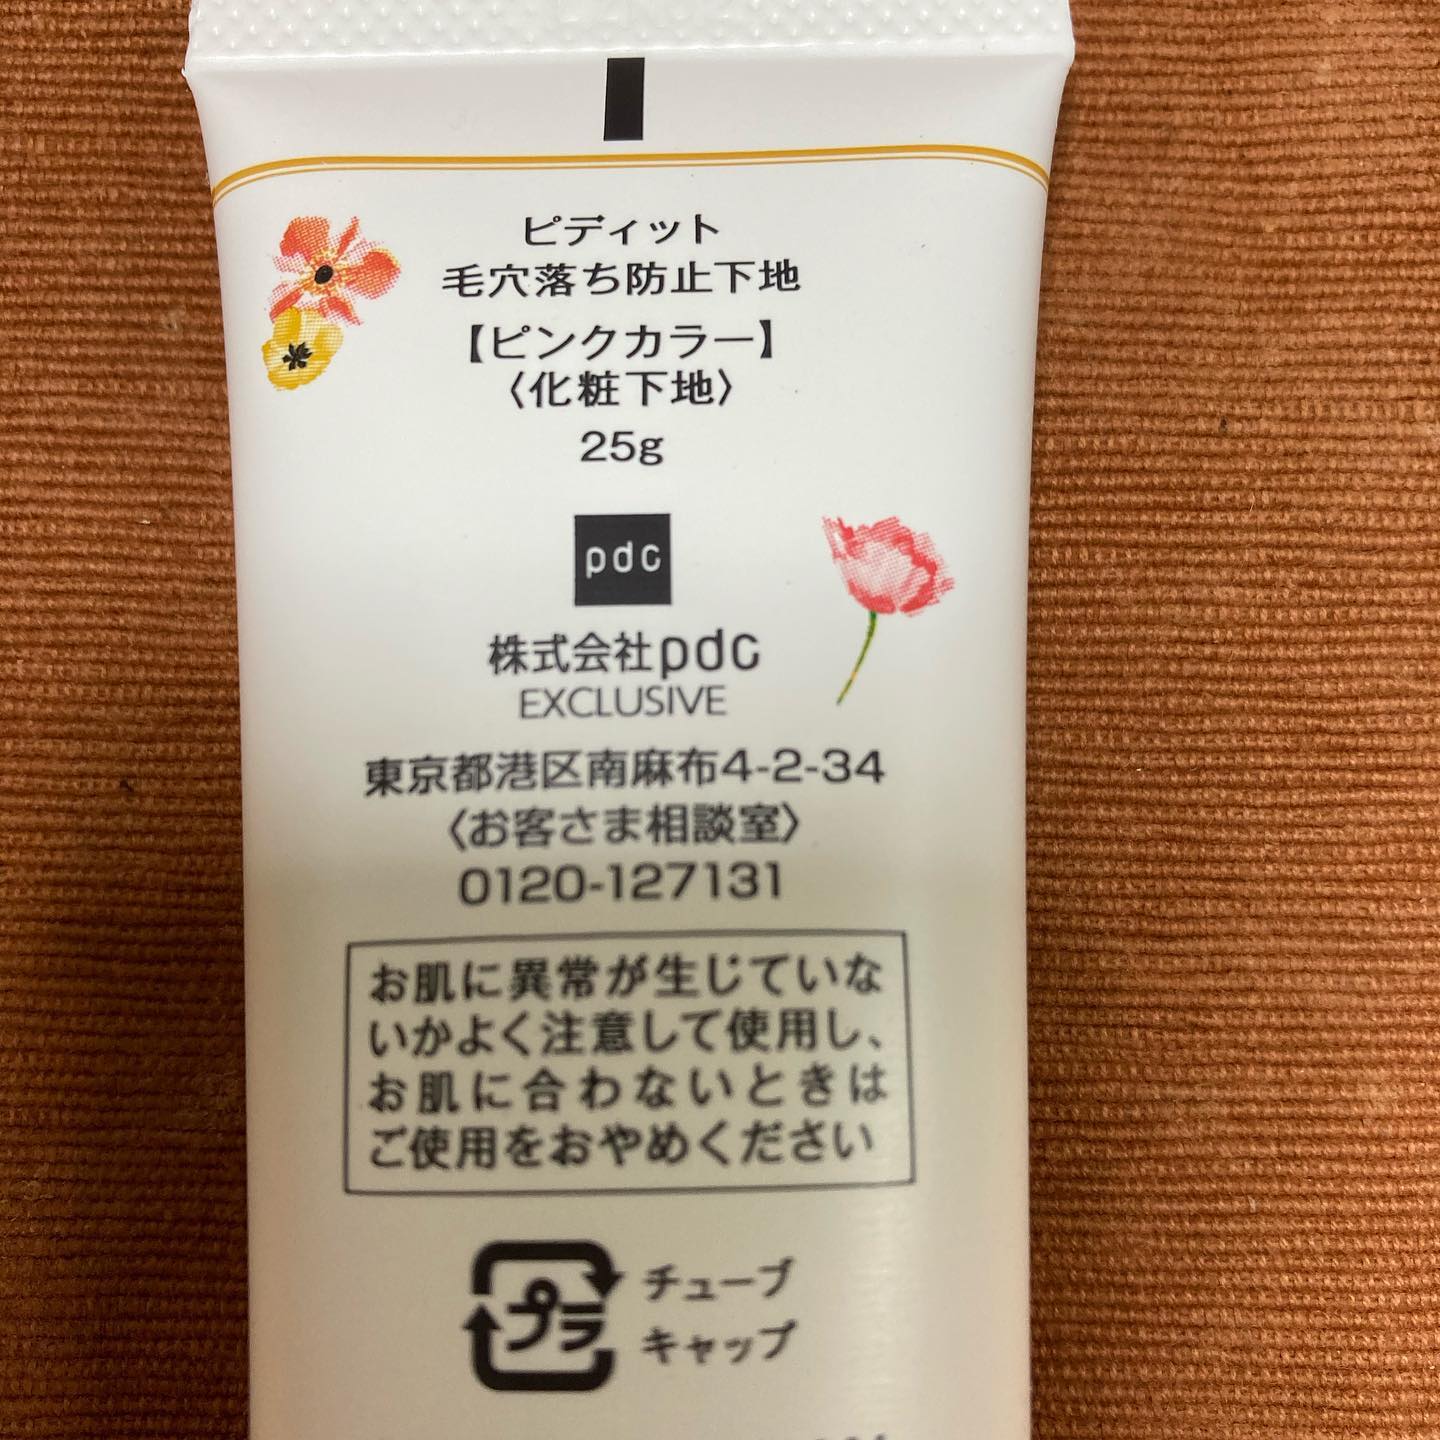 ピディット
毛穴落ち防止下地
【ピンクカラー】
〈化粧下地〉
25g
pdc
株式会社pdc
EXCLUSIVE
東京都港区南麻布4-2-34
〈お客さま相談室〉
0120-127131
お肌に異常が生じていな
いかよく注意して使用し、
お肌に合わないときは
ご使用をおやめください
プラ
チューブ
キャップ